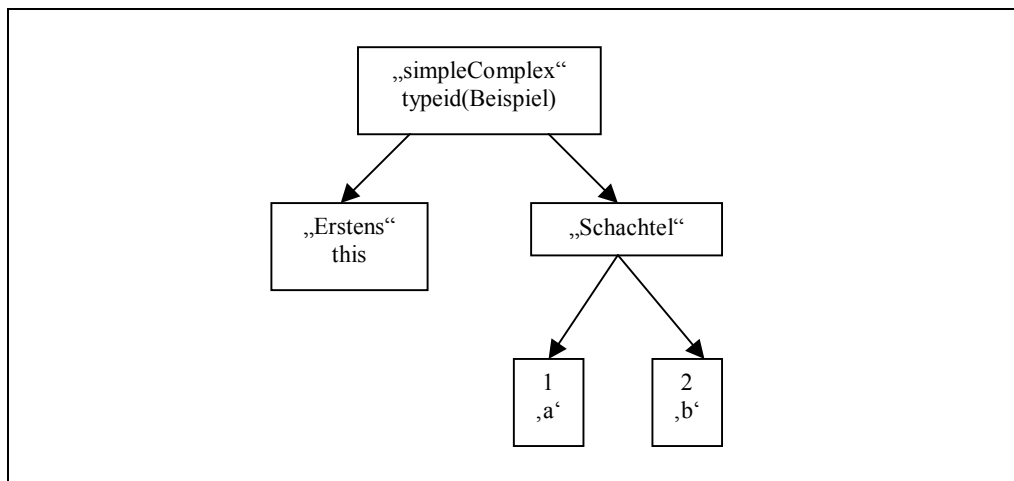 „simpleComplex“
typeid(Beispiel)
„Erstens“
this
„Schachtel“
1
‚a‘
2
‚b‘